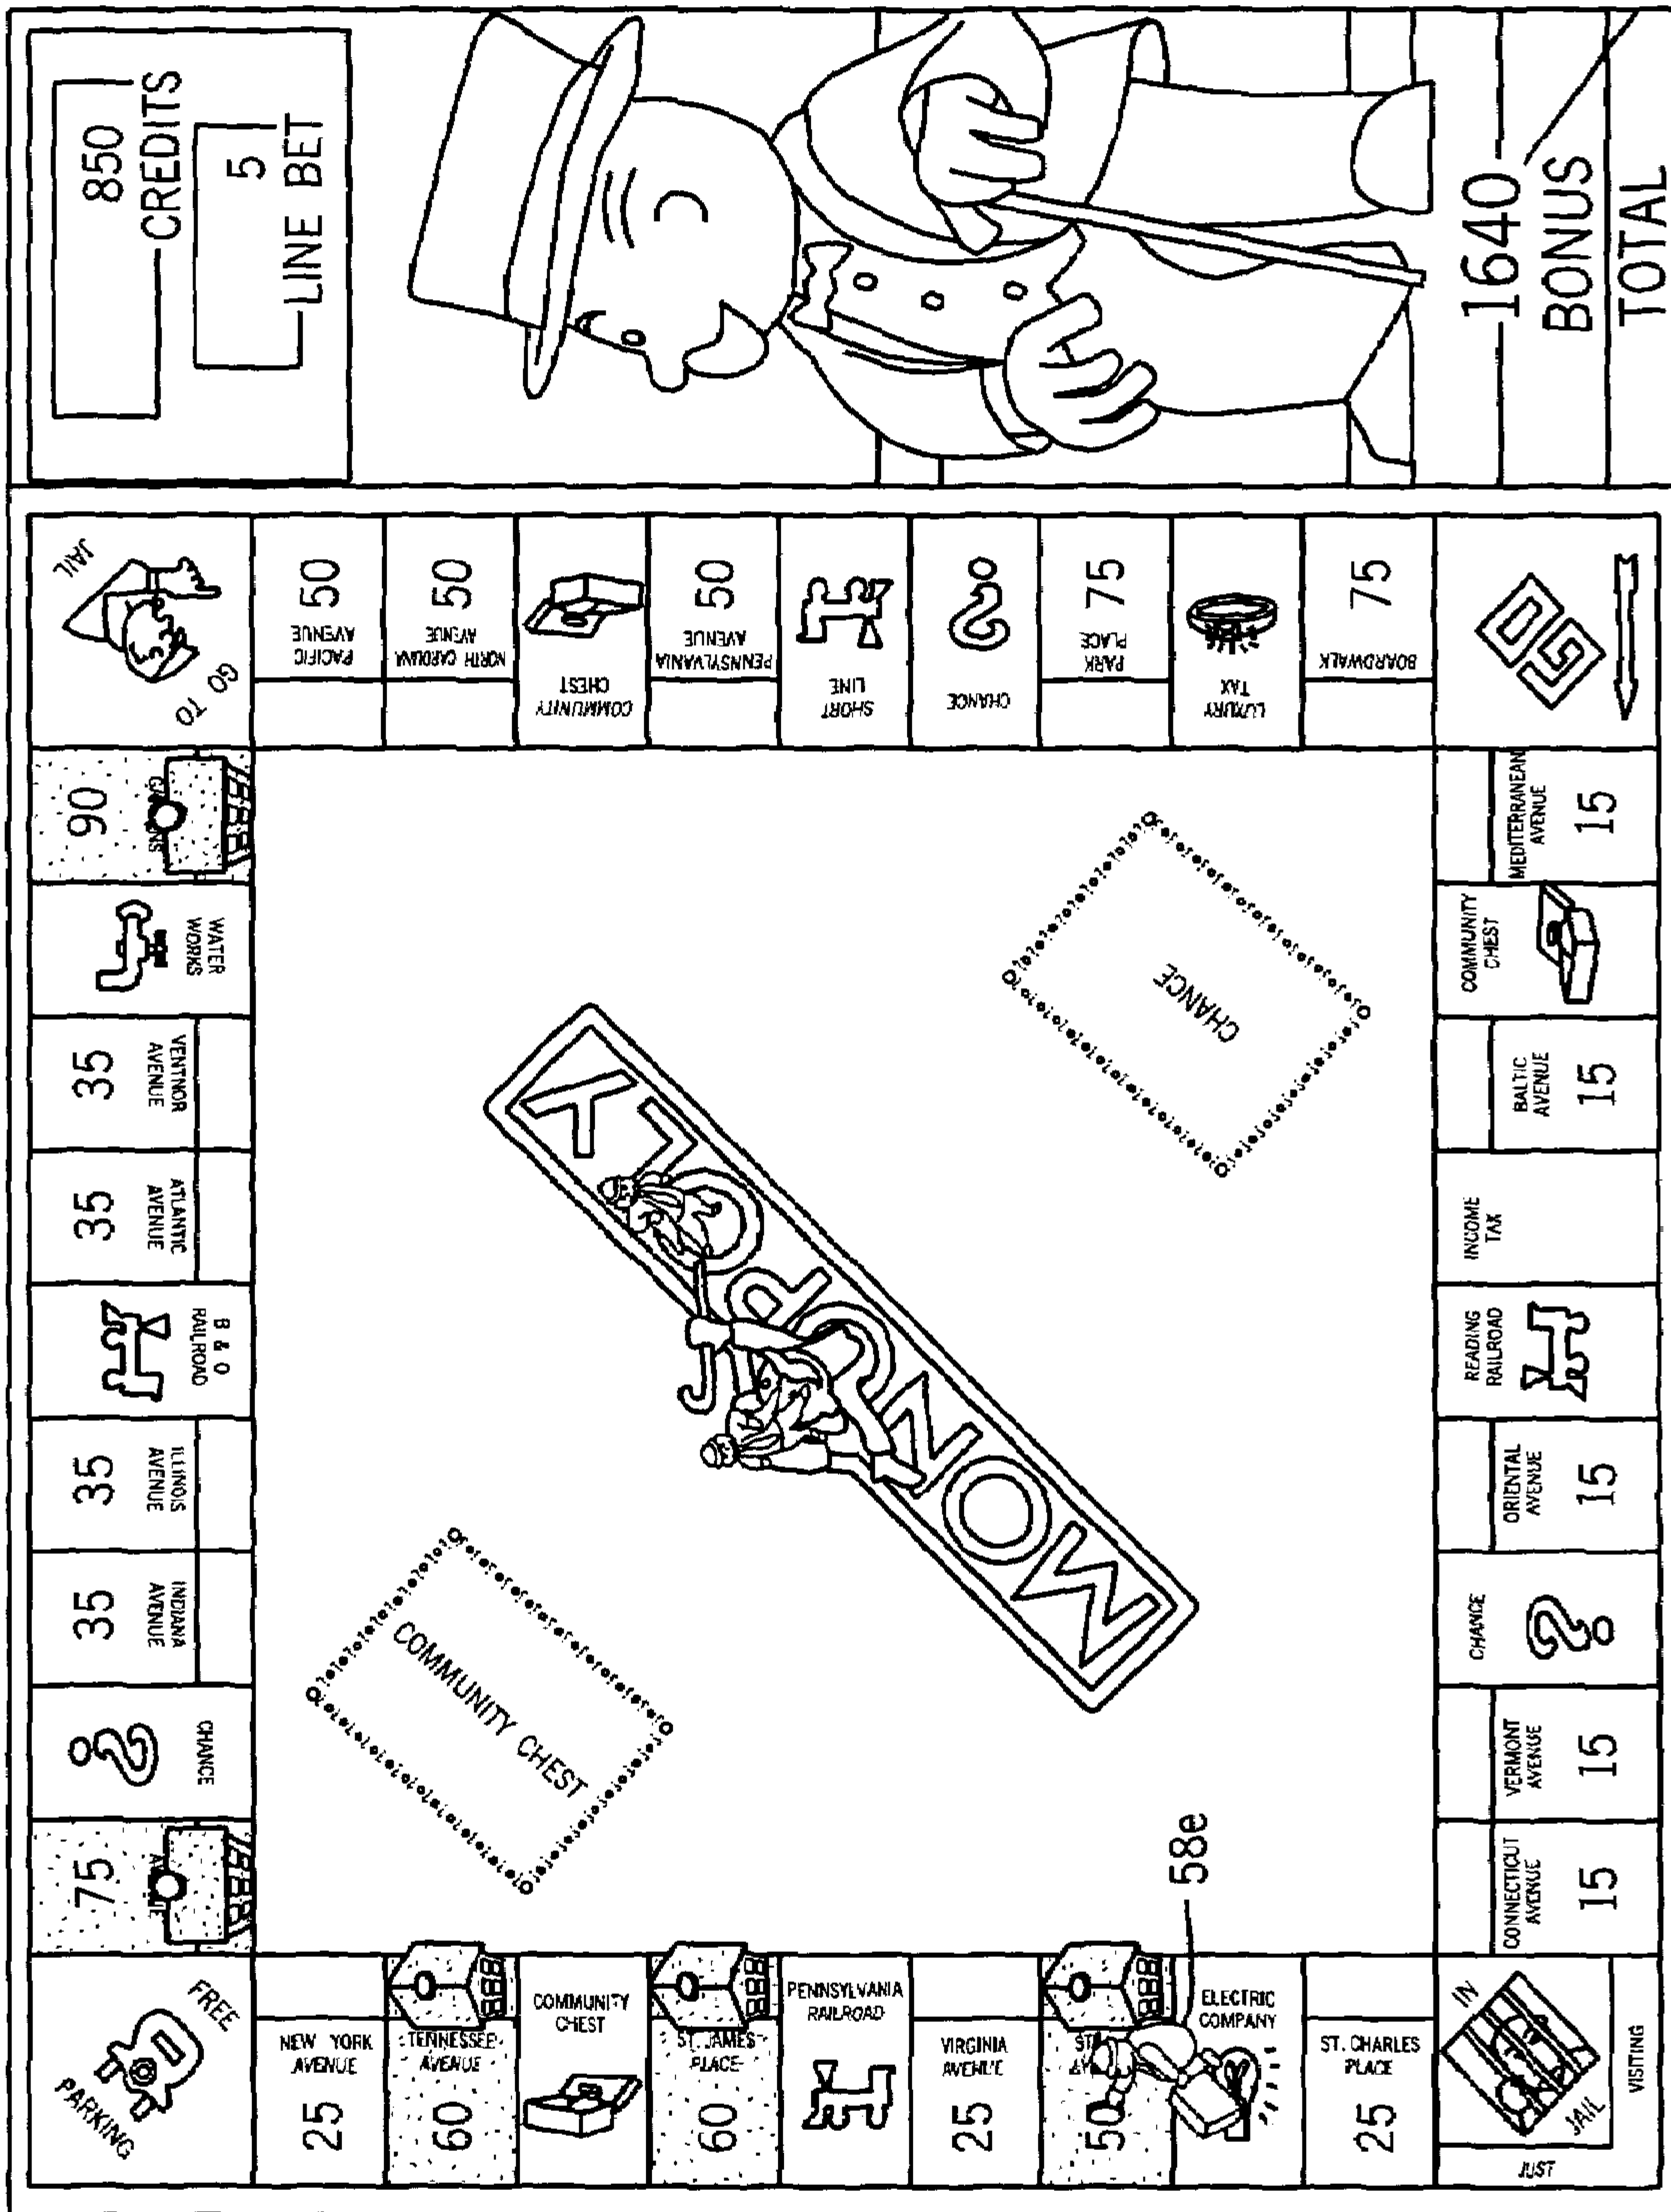 850
CREDITS
5
LINE BET
1640
BONUS
TOTAL
GO TO
JAIL
50
PACIFIC
AVENUE
50
NORTH CAROLINA
AVENUE
COMMUNITY
CHEST
50
PENNSYLVANIA
AVENUE
SHORT
LINE
CHANCE
75
PARK
PLACE
LUXURY
TAX
75
BOARDWALK
GO
MEDITERRANEAN
AVENUE
15
COMMUNITY
CHEST
BALTIC
AVENUE
15
INCOME
TAX
READING
RAILROAD
ORIENTAL
AVENUE
15
CHANCE
VERMONT
AVENUE
15
CONNECTICUT
AVENUE
15
IN
JAIL
JUST
VISITING
ST. CHARLES
PLACE
25
ELECTRIC
COMPANY
58e
50
VIRGINIA
AVENUE
25
PENNSYLVANIA
RAILROAD
ST. JAMES
PLACE
60
COMMUNITY
CHEST
TENNESSEE
AVENUE
60
NEW YORK
AVENUE
25
FREE
PARKING
75
CHANCE
INDIANA
AVENUE
35
ILLINOIS
AVENUE
35
B & O
RAILROAD
ATLANTIC
AVENUE
35
VENTNOR
AVENUE
35
WATER
WORKS
90
COMMUNITY CHEST
MONOPOLY
CHANCE